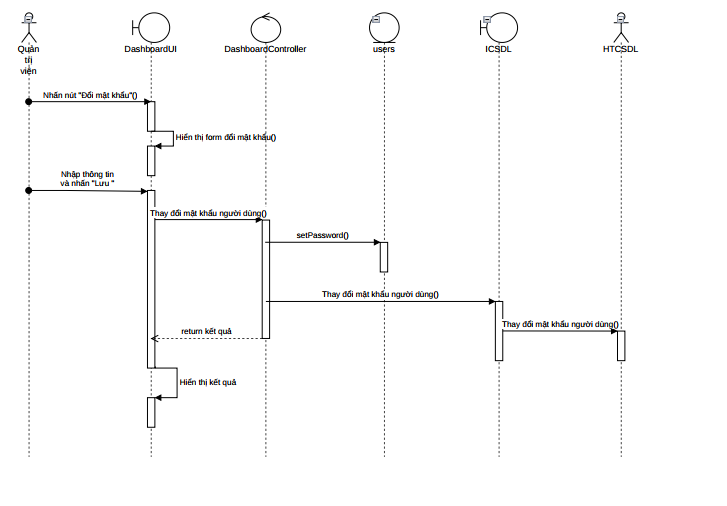 Quản
trị
viên
DashboardUI
DashboardController
users
ICSDL
HTCSDL
Nhấn nút "Đổi mật khẩu"()
Hiển thị form đổi mật khẩu()
Nhập thông tin
và nhấn "Lưu "
Thay đổi mật khẩu người dùng()
setPassword()
Thay đổi mật khẩu người dùng()
Thay đổi mật khẩu người dùng()
return kết quả
Hiển thị kết quả